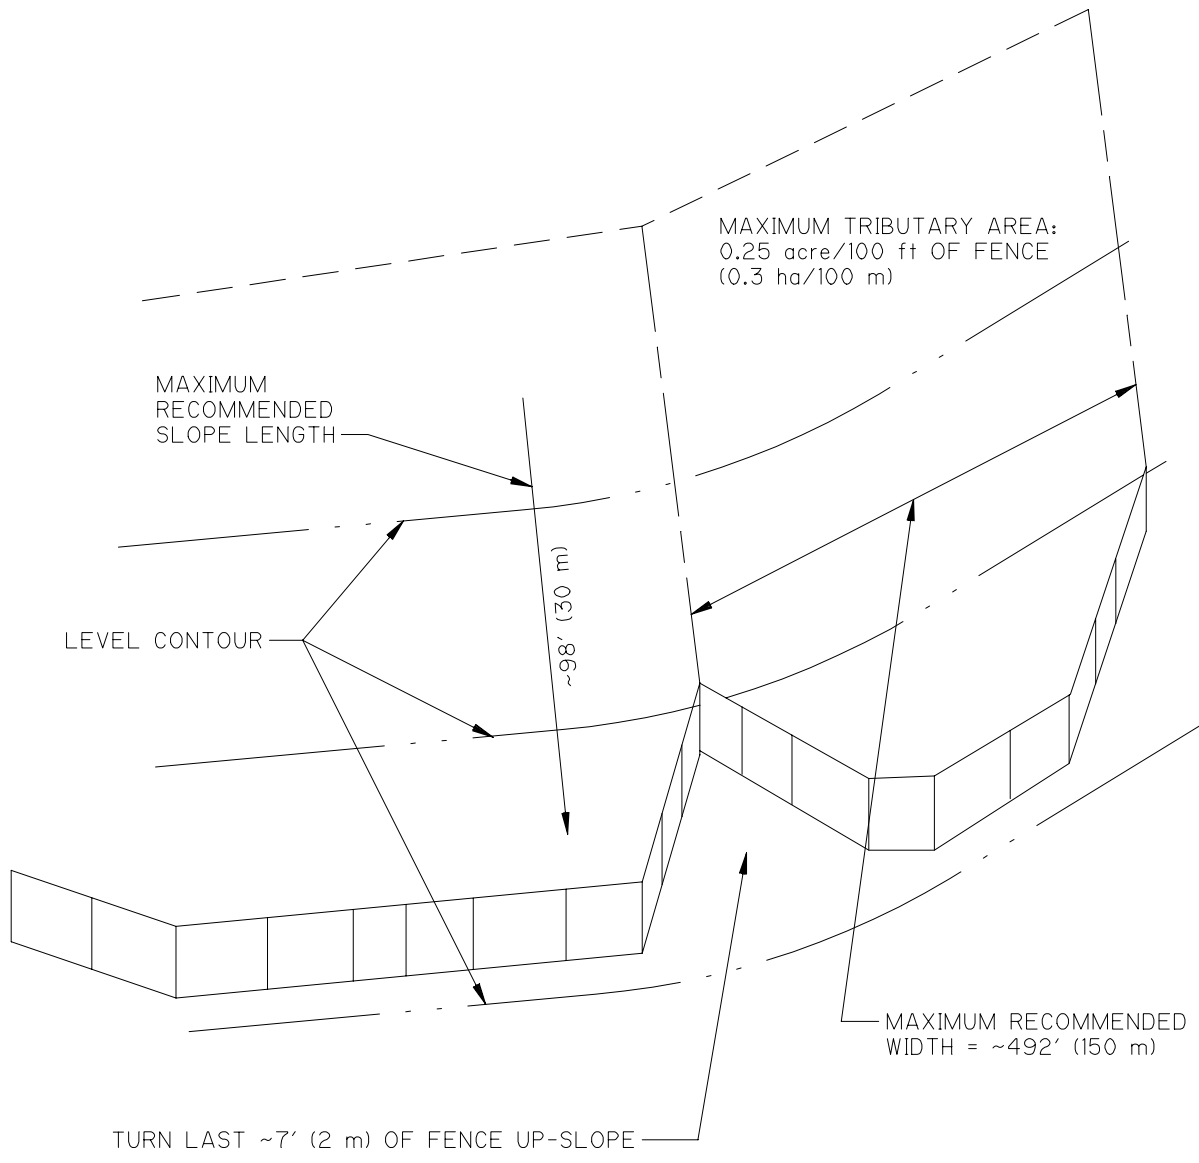 MAXIMUM TRIBUTARY AREA:
0.25 acre/100 ft OF FENCE
(0.3 ha/100 m)
MAXIMUM
RECOMMENDED
SLOPE LENGTH
~98' (30 m)
LEVEL CONTOUR
MAXIMUM RECOMMENDED
WIDTH = ~492' (150 m)
TURN LAST ~7' (2 m) OF FENCE UP-SLOPE